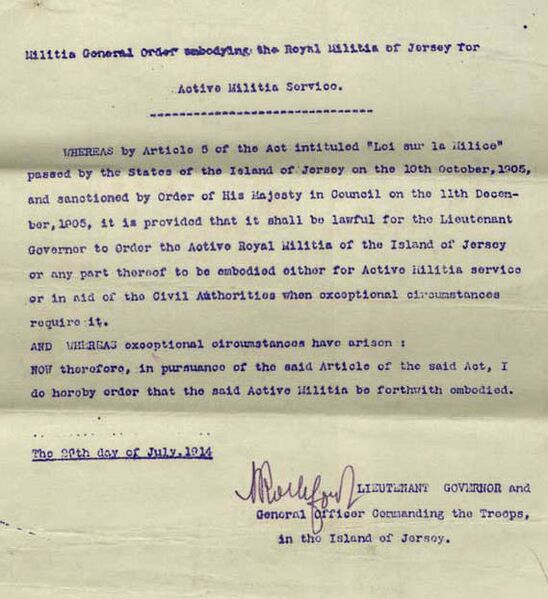 Militia General Order embodying the Royal Militia of Jersey for
Active Militia Service.
------------------------------
WHEREAS by Article 5 of the Act intituled "Loi sur la Milice"
passed by the States of the Island of Jersey on the 10th October,1905,
and sanctioned by Order of His Majesty in Council on the 11th Decem-
ber,1905, it is provided that it shall be lawful for the Lieutenant
Governor to Order the Active Royal Militia of the Island of Jersey
or any part thereof to be embodied either for Active Militia service
or in aid of the Civil Authorities when exceptional circumstances
require it.
AND WHEREAS exceptional circumstances have arisen :
NOW therefore, in pursuance of the said Article of the said Act, I
do hereby order that the said Active Militia be forthwith embodied.
The day of July,1914
LIEUTENANT GOVERNOR and
General Officer Commanding the Troops,
in the Island of Jersey.